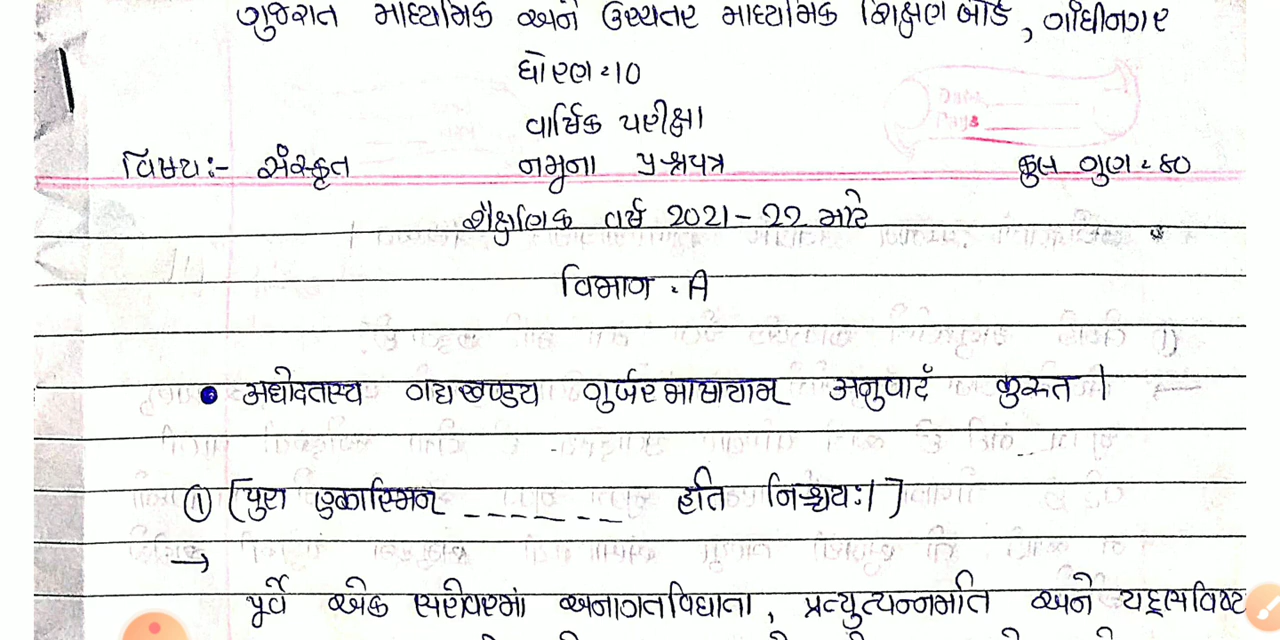 ગુજરાત માધ્યમિક અને ઉચ્ચતર માધ્યમિક શિક્ષણ બોર્ડ, ગાંધીનગર
ધોરણ = 10
વાર્ષિક પરીક્ષા
વિષય :- સંસ્કૃત નમૂના પ્રશ્નપત્ર કુલ ગુણ = 80
શૈક્ષણિક વર્ષ 2021-22 માટે
વિભાગ = A
• अधोदत्तस्य गद्यखण्डय गुर्जरभाषायाम् अनुवादं कुरुत।
① [पुरा एकास्मिन् _ _ _ _ _ _ _ इति निश्चयः।]
→
પૂર્વે એક સરોવરમાં અનાગતવિધાતા, પ્રત્યુત્પન્નમતિ અને યદ્ભવિષ્ય